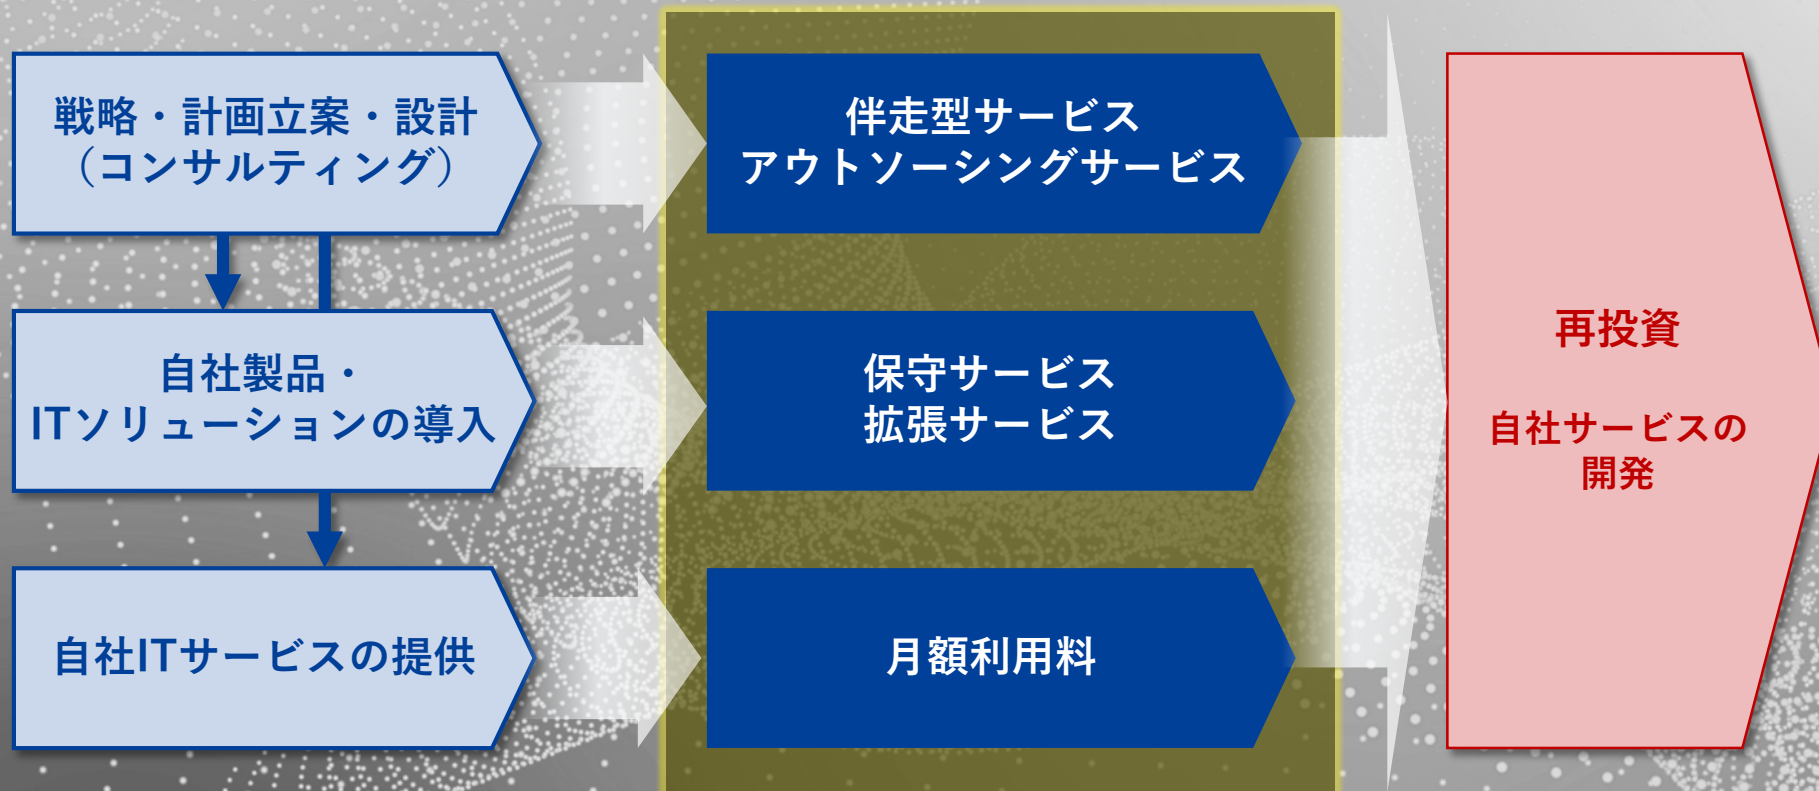 戦略・計画立案・設計
（コンサルティング）
伴走型サービス
アウトソーシングサービス
自社製品・
ITソリューションの導入
保守サービス
拡張サービス
自社ITサービスの提供
月額利用料
再投資
自社サービスの
開発